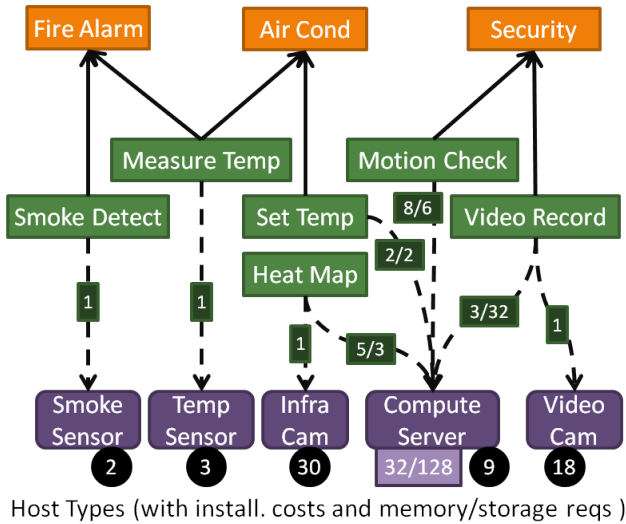 Fire Alarm
Air Cond
Security
Measure Temp
Motion Check
Smoke Detect
Set Temp
8/6
Video Record
2/2
Heat Map
1
1
3/32
1
1
5/3
Smoke
Sensor
Temp
Sensor
Infra
Cam
Compute
Server
Video
Cam
2
3
30
32/128
9
18
Host Types (with install. costs and memory/storage reqs )